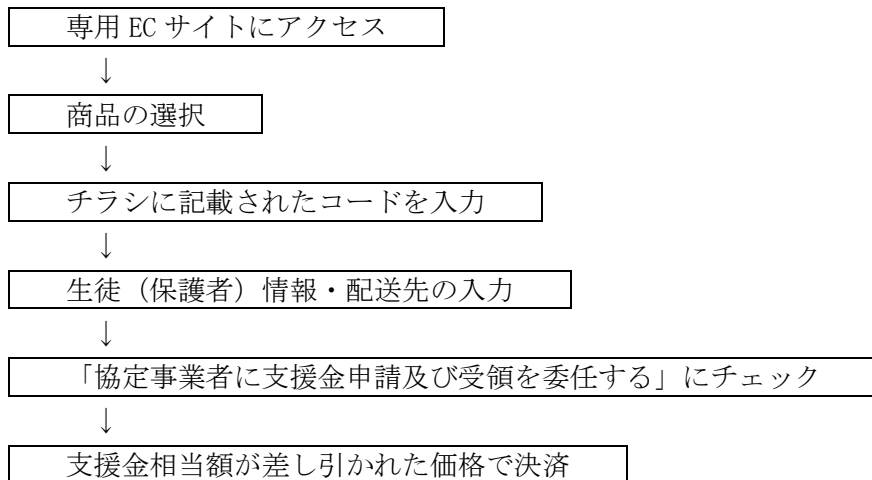 専用 EC サイトにアクセス
↓
商品の選択
↓
チラシに記載されたコードを入力
↓
生徒（保護者）情報・配送先の入力
↓
「協定事業者に支援金申請及び受領を委任する」にチェック
↓
支援金相当額が差し引かれた価格で決済